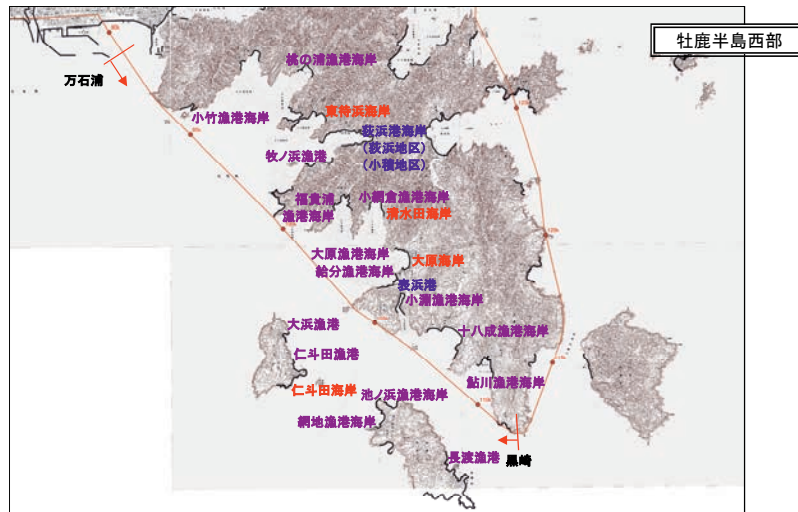 牡鹿半島西部
桃の浦漁港海岸
万石浦
小竹漁港海岸
東待浜海岸
荻浜港海岸
(荻浜地区)
(小積地区)
牧ノ浜漁港
福貴浦
漁港海岸
小網倉漁港海岸
清水田海岸
大原漁港海岸
大原海岸
給分漁港海岸
表浜港
小淵漁港海岸
大浜漁港
十八成漁港海岸
仁斗田漁港
鮎川漁港海岸
仁斗田海岸
池ノ浜漁港海岸
網地漁港海岸
長渡漁港
黒崎